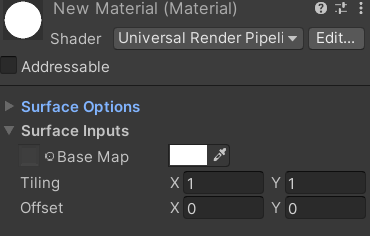 New Material (Material)
Shader Universal Render Pipeli Edit...
Addressable
Surface Options
Surface Inputs
Base Map
Tiling X 1 Y 1
Offset X 0 Y 0